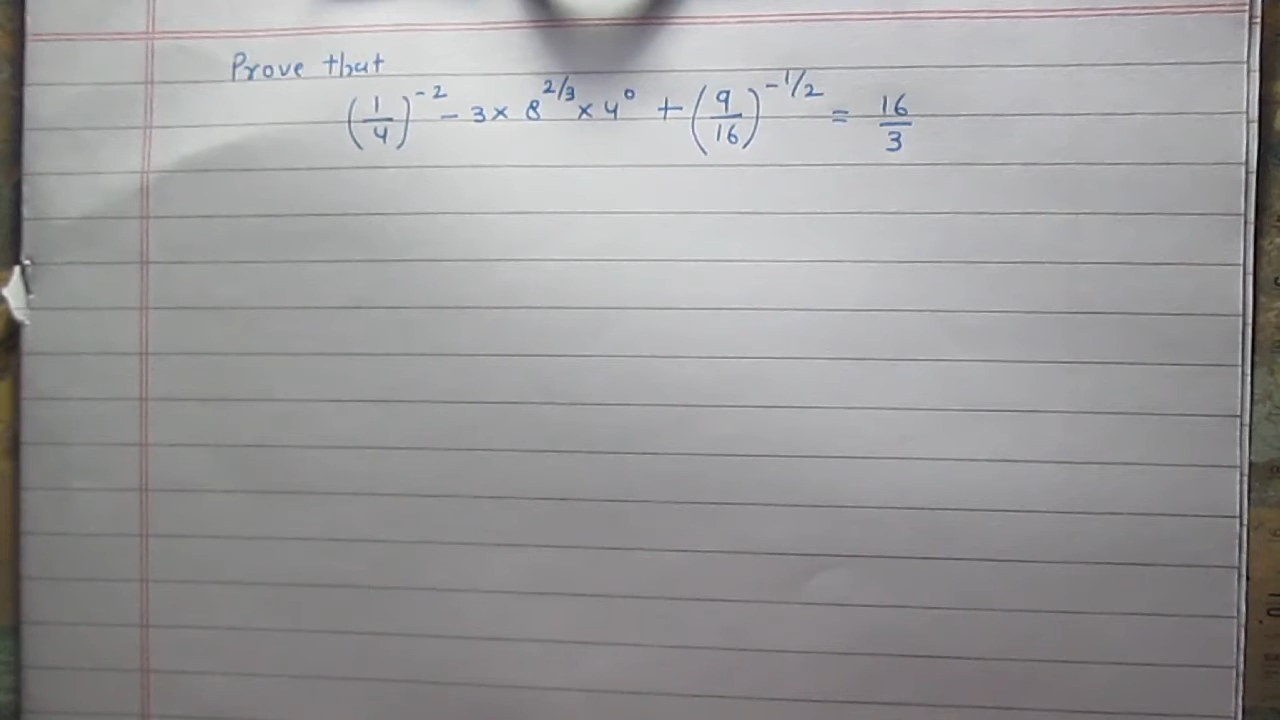 Prove that
(1/4)^-2 - 3 × 8^2/3 × 4^0 + (9/16)^-1/2 = 16/3